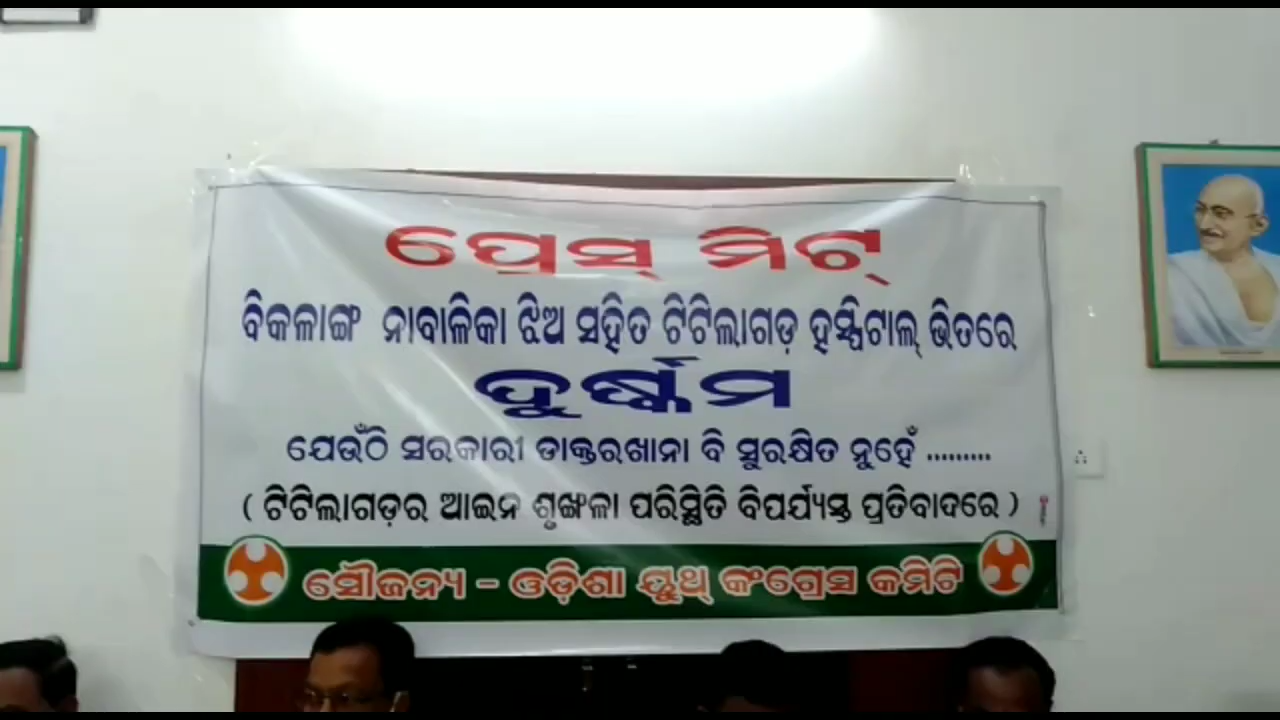 ପ୍ରେସ୍ ମିଟ୍
ବିକଳାଙ୍ଗ ନାବାଳିକା ଝିଅ ସହିତ ଟିଟିଲାଗଡ଼ ହସ୍ପିଟାଲ୍ ଭିତରେ
ଦୁର୍ଷ୍କମ
ଯେଉଁଠି ସରକାରୀ ଡାକ୍ତରଖାନା ବି ସୁରକ୍ଷିତ ନୁହେଁ .........
( ଟିଟିଲାଗଡ଼ର ଆଇନ ଶୃଙ୍ଖଳା ପରିସ୍ଥିତି ବିପର୍ଯ୍ୟସ୍ତ ପ୍ରତିବାଦରେ )
ସୌଜନ୍ୟ - ଓଡ଼ିଶା ୟୁଥ୍ କଂଗ୍ରେସ କମିଟି